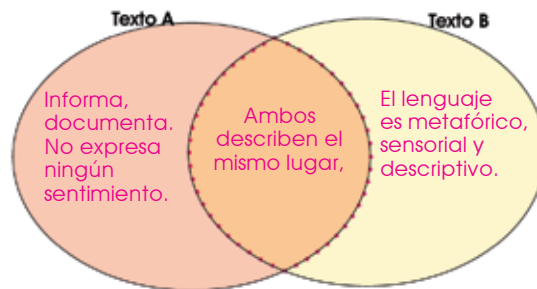 Texto A
Texto B
Informa,
documenta.
No expresa
ningún
sentimiento.
Ambos
describen el
mismo lugar,
El lenguaje
es metafórico,
sensorial y
descriptivo.